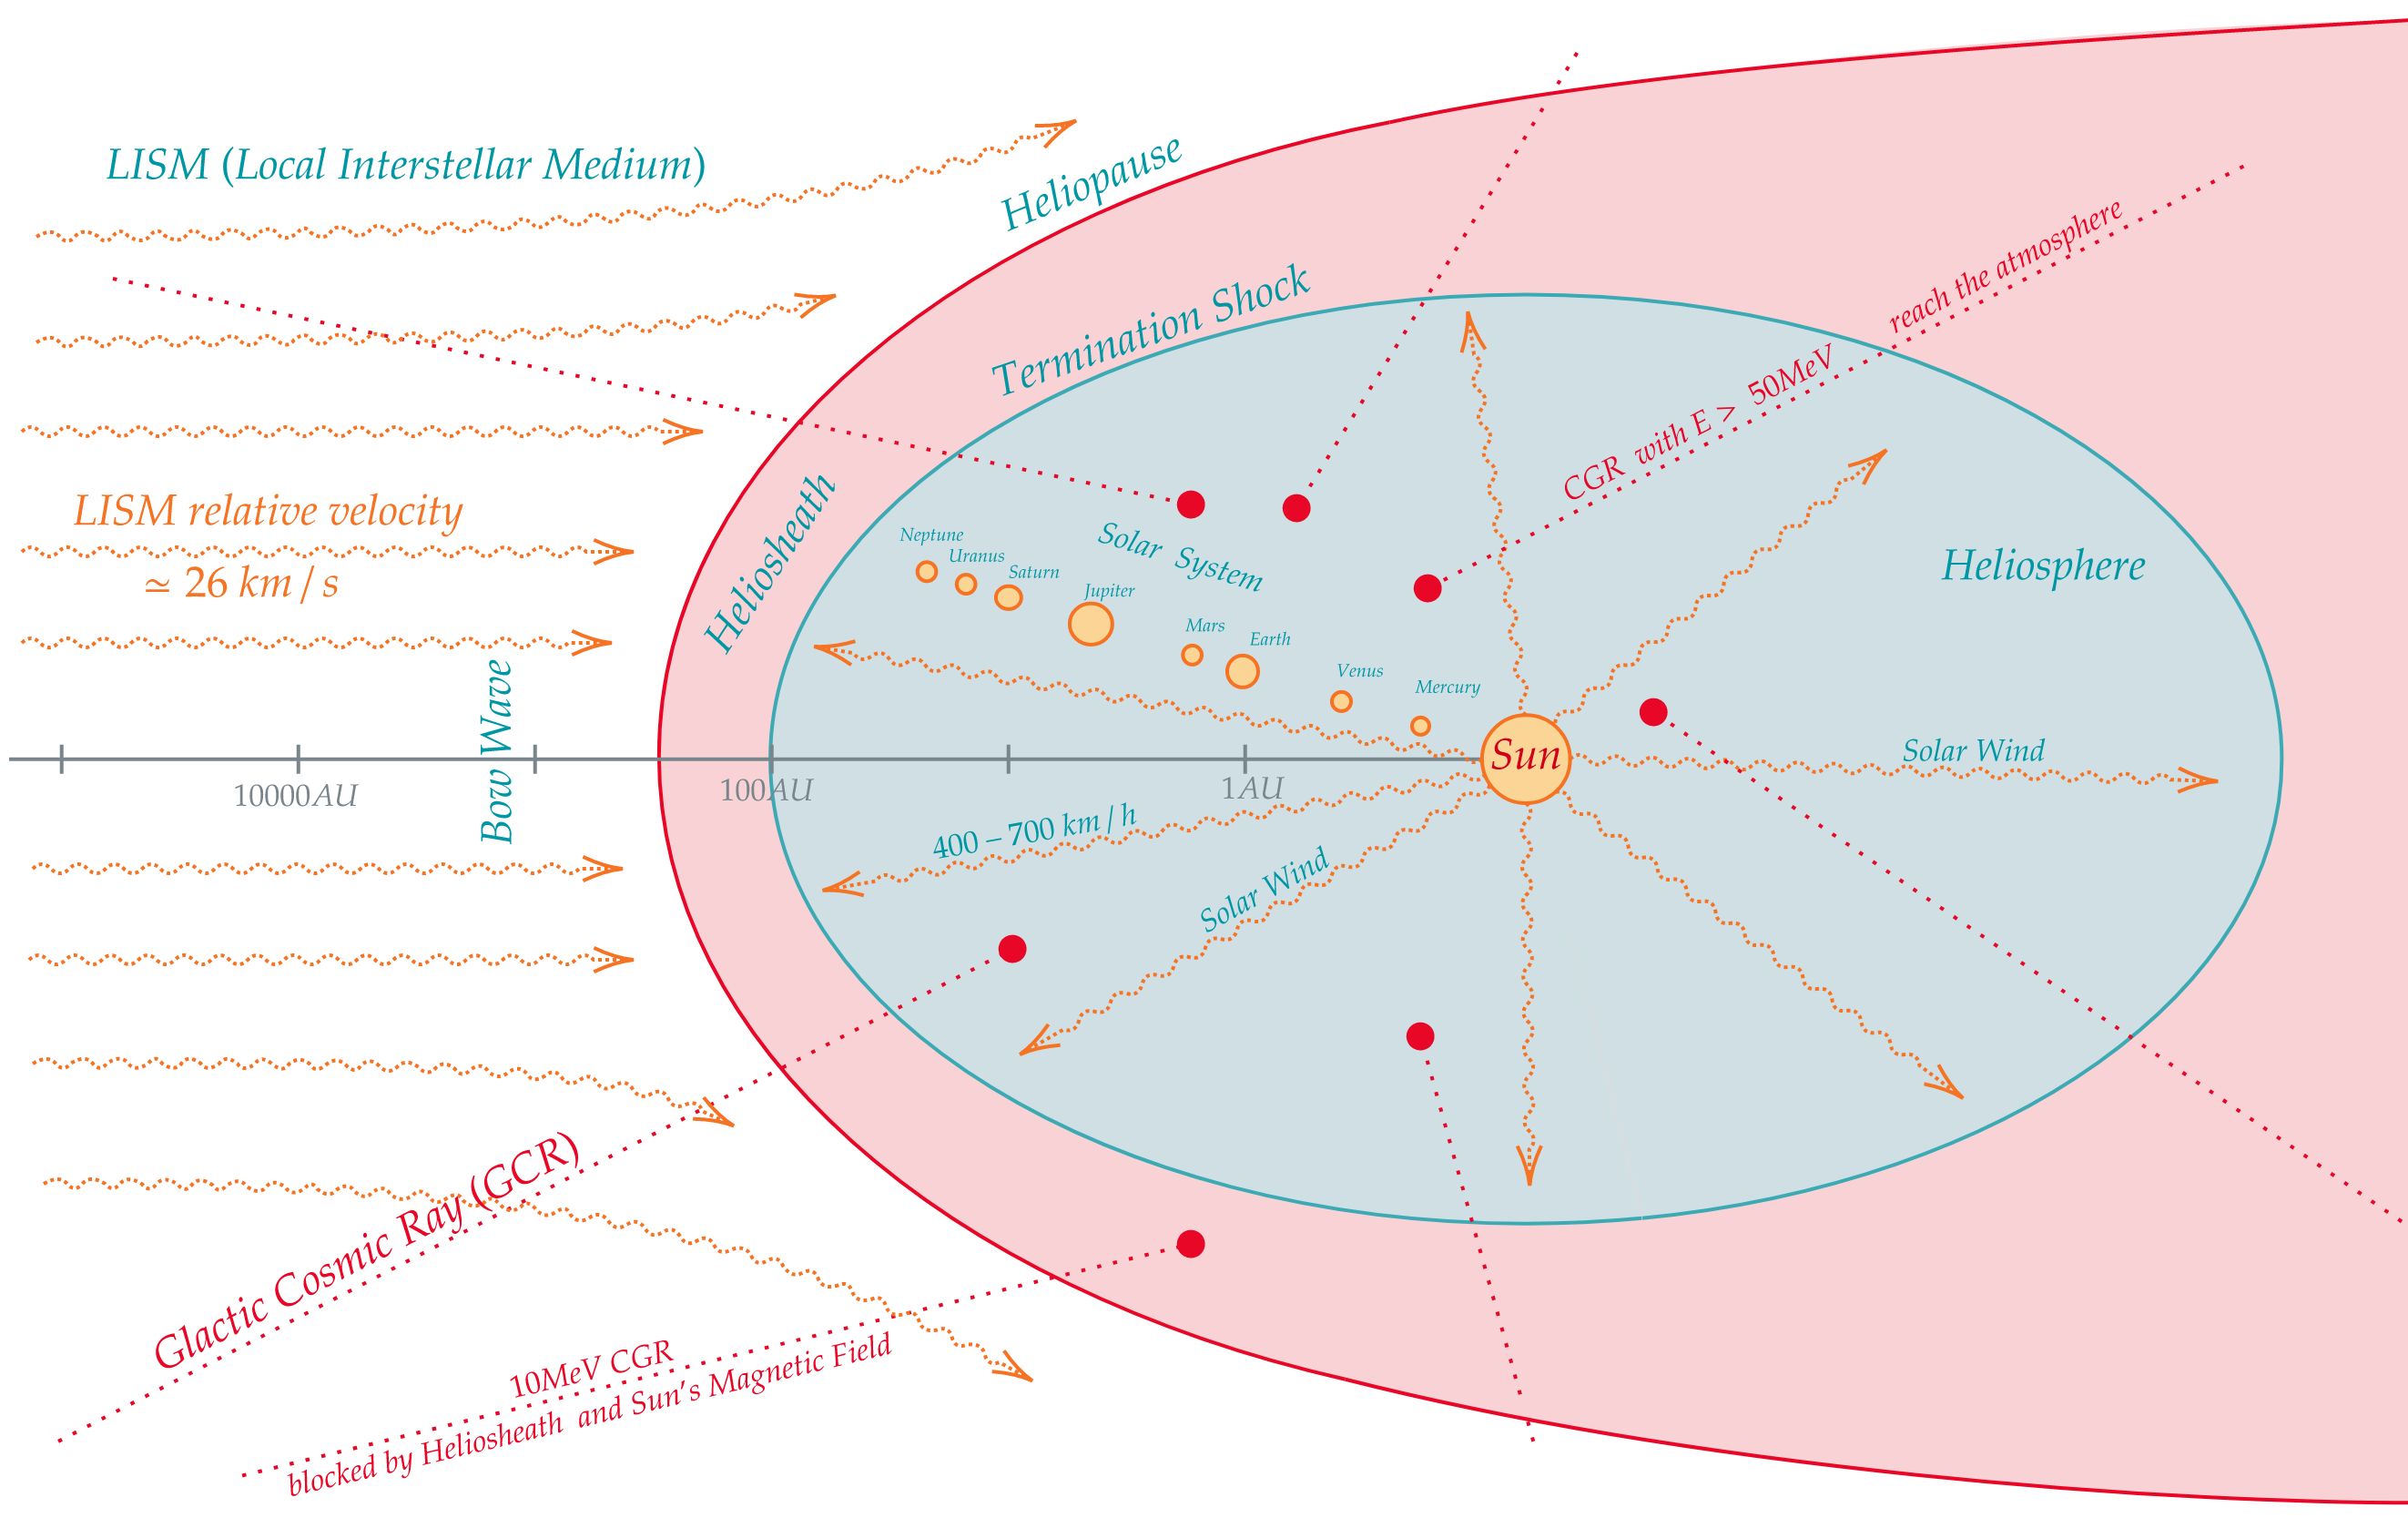 LISM (Local Interstellar Medium)
Heliopause
Termination Shock
reach the atmosphere
CGR with E > 50MeV
LISM relative velocity
≃ 26 km / s
Heliosheath
Neptune
Uranus
Saturn
Jupiter
Solar System
Mars
Earth
Venus
Mercury
Heliosphere
Bow Wave
Sun
Solar Wind
10000AU
100AU
1AU
400 – 700 km / h
Solar Wind
Glactic Cosmic Ray (GCR)
10MeV CGR
blocked by Heliosheath and Sun's Magnetic Field